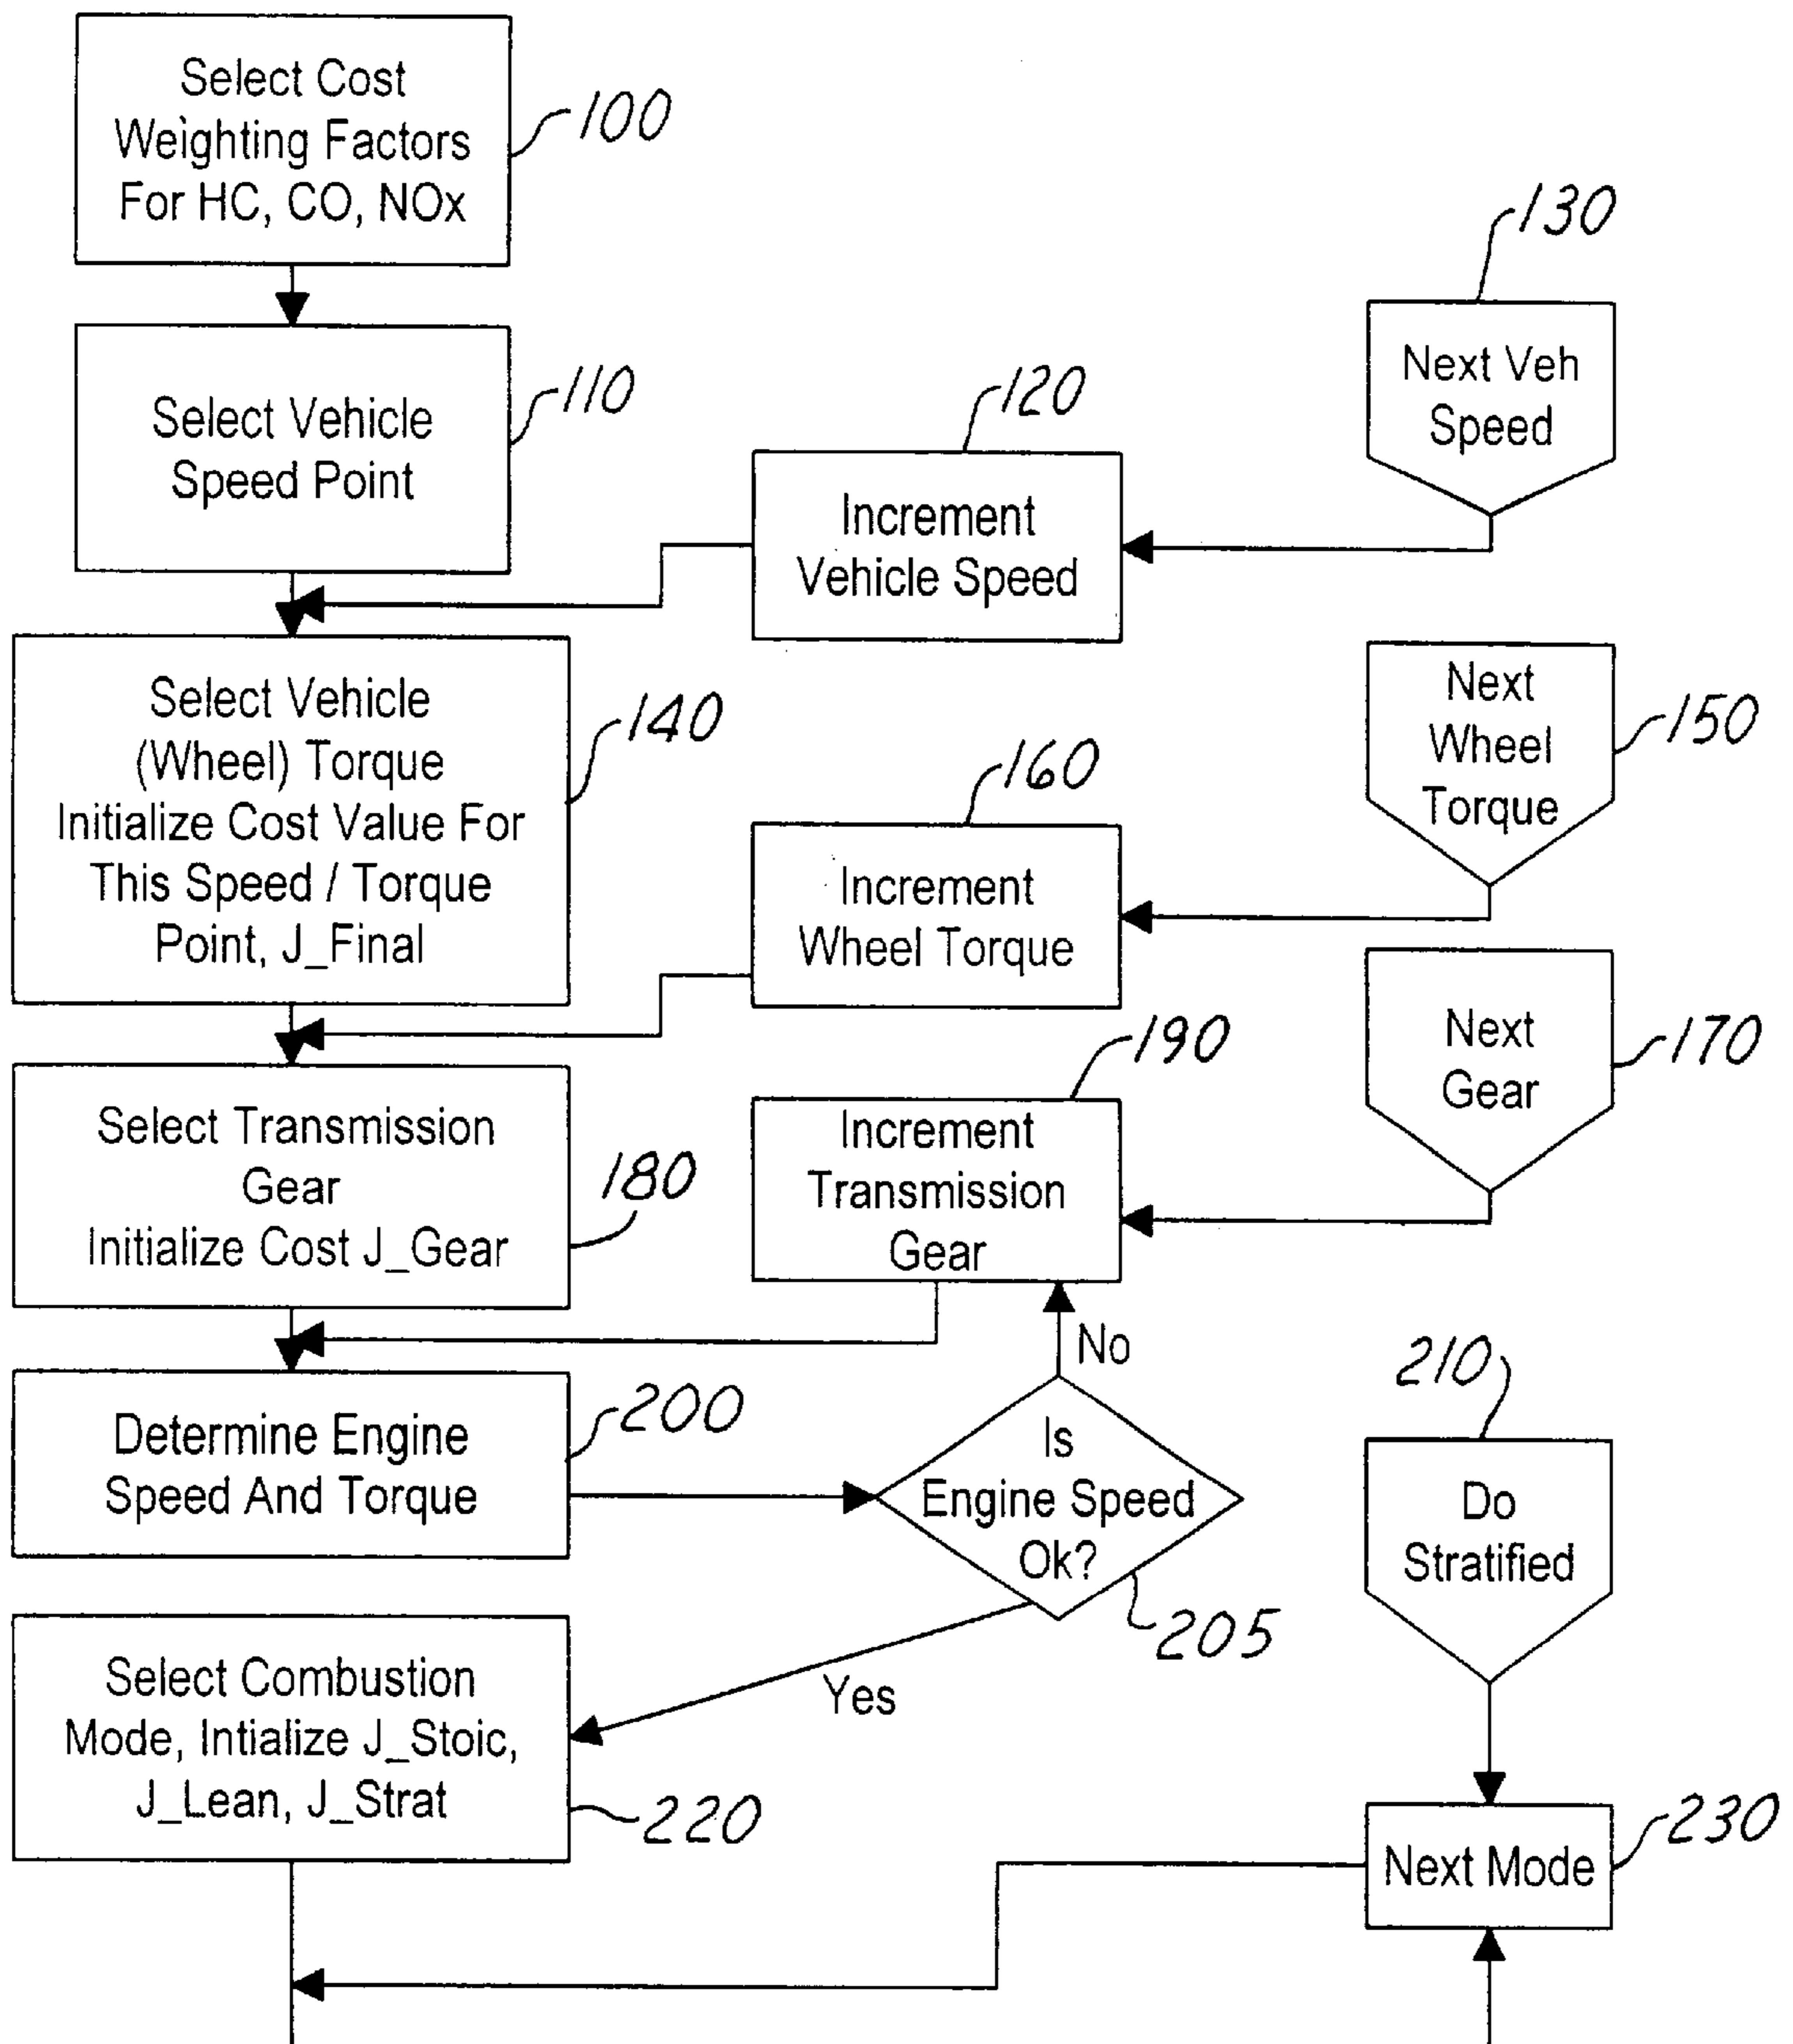 Select Cost
Weighting Factors
For HC, CO, NOx
100
130
Next Veh
Speed
Select Vehicle
Speed Point
110
120
Increment
Vehicle Speed
Select Vehicle
(Wheel) Torque
Initialize Cost Value For
This Speed / Torque
Point, J_Final
140
Next
Wheel
Torque
150
160
Increment
Wheel Torque
Next
Gear
170
Select Transmission
Gear
Initialize Cost J_Gear
180
190
Increment
Transmission
Gear
No
Determine Engine
Speed And Torque
200
Is
Engine Speed
Ok?
205
210
Do
Stratified
Yes
Select Combustion
Mode, Intialize J_Stoic,
J_Lean, J_Strat
220
Next Mode
230